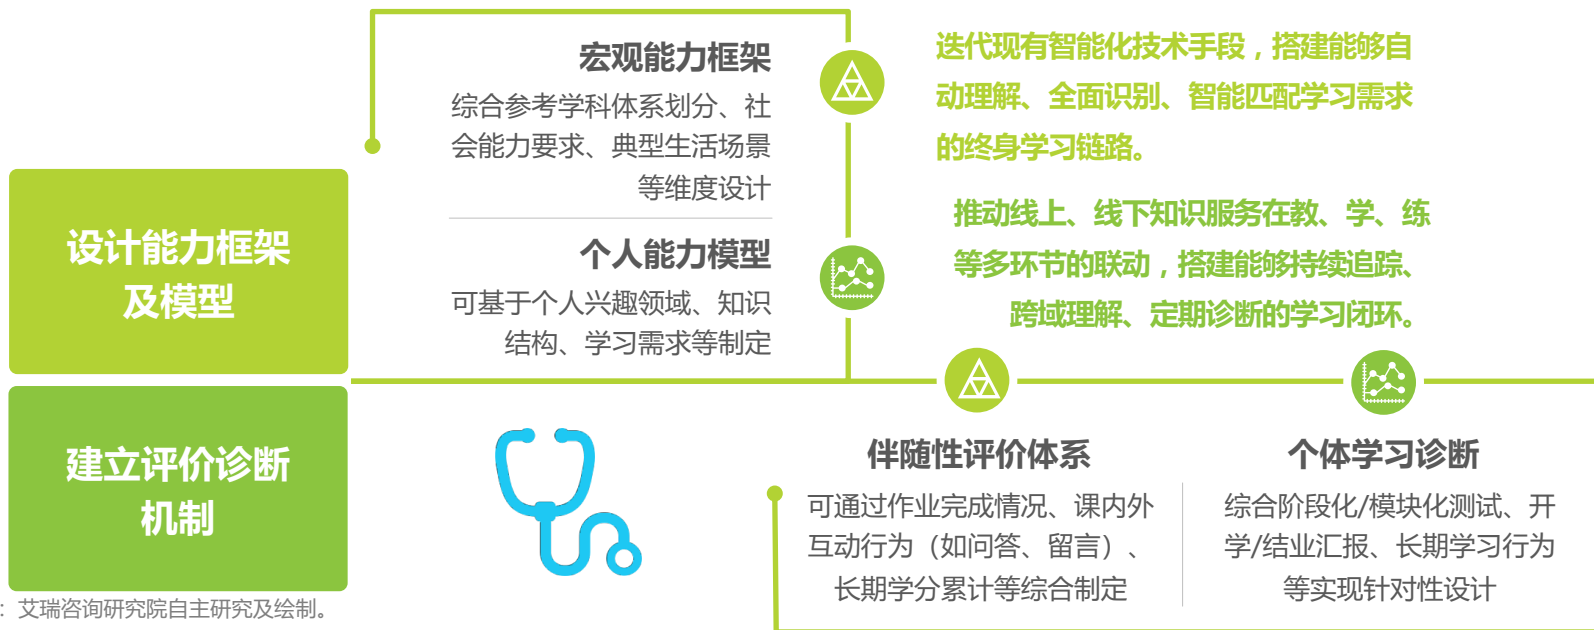 宏观能力框架
综合参考学科体系划分、社
会能力要求、典型生活场景
等维度设计
个人能力模型
可基于个人兴趣领域、知识
结构、学习需求等制定
迭代现有智能化技术手段，搭建能够自
动理解、全面识别、智能匹配学习需求
的终身学习链路。
推动线上、线下知识服务在教、学、练
等多环节的联动，搭建能够持续追踪、
跨域理解、定期诊断的学习闭环。
设计能力框架
及模型
建立评价诊断
机制
伴随性评价体系
可通过作业完成情况、课内外
互动行为（如问答、留言）、
长期学分累计等综合制定
个体学习诊断
综合阶段化/模块化测试、开
学/结业汇报、长期学习行为
等实现针对性设计
：艾瑞咨询研究院自主研究及绘制。